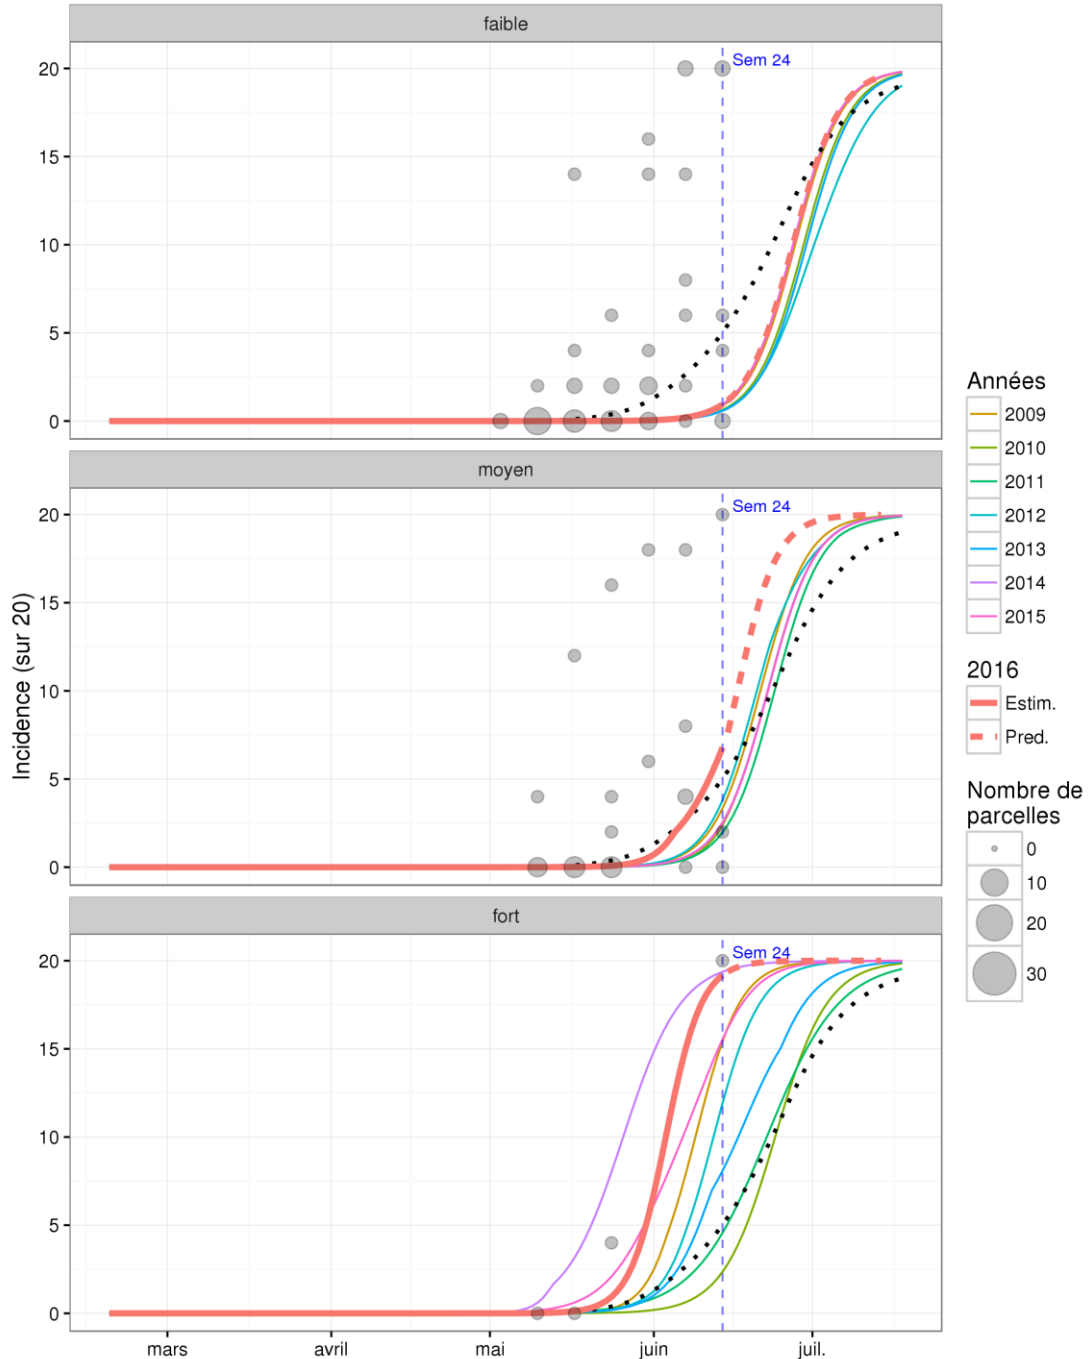 faible
Sem 24
20
15
10
5
0
moyen
Sem 24
20
15
10
5
0
fort
Sem 24
20
15
10
5
0
Incidence (sur 20)
mars
avril
mai
juin
juil.
Années
2009
2010
2011
2012
2013
2014
2015
2016
Estim.
Pred.
Nombre de
parcelles
0
10
20
30